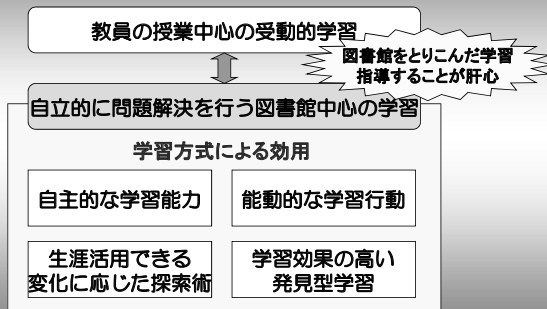 教員の授業中心の受動的学習
図書館をとりこんだ学習
指導することが肝心
自立的に問題解決を行う図書館中心の学習
学習方式による効用
自主的な学習能力
能動的な学習行動
生涯活用できる
変化に応じた探索術
学習効果の高い
発見型学習